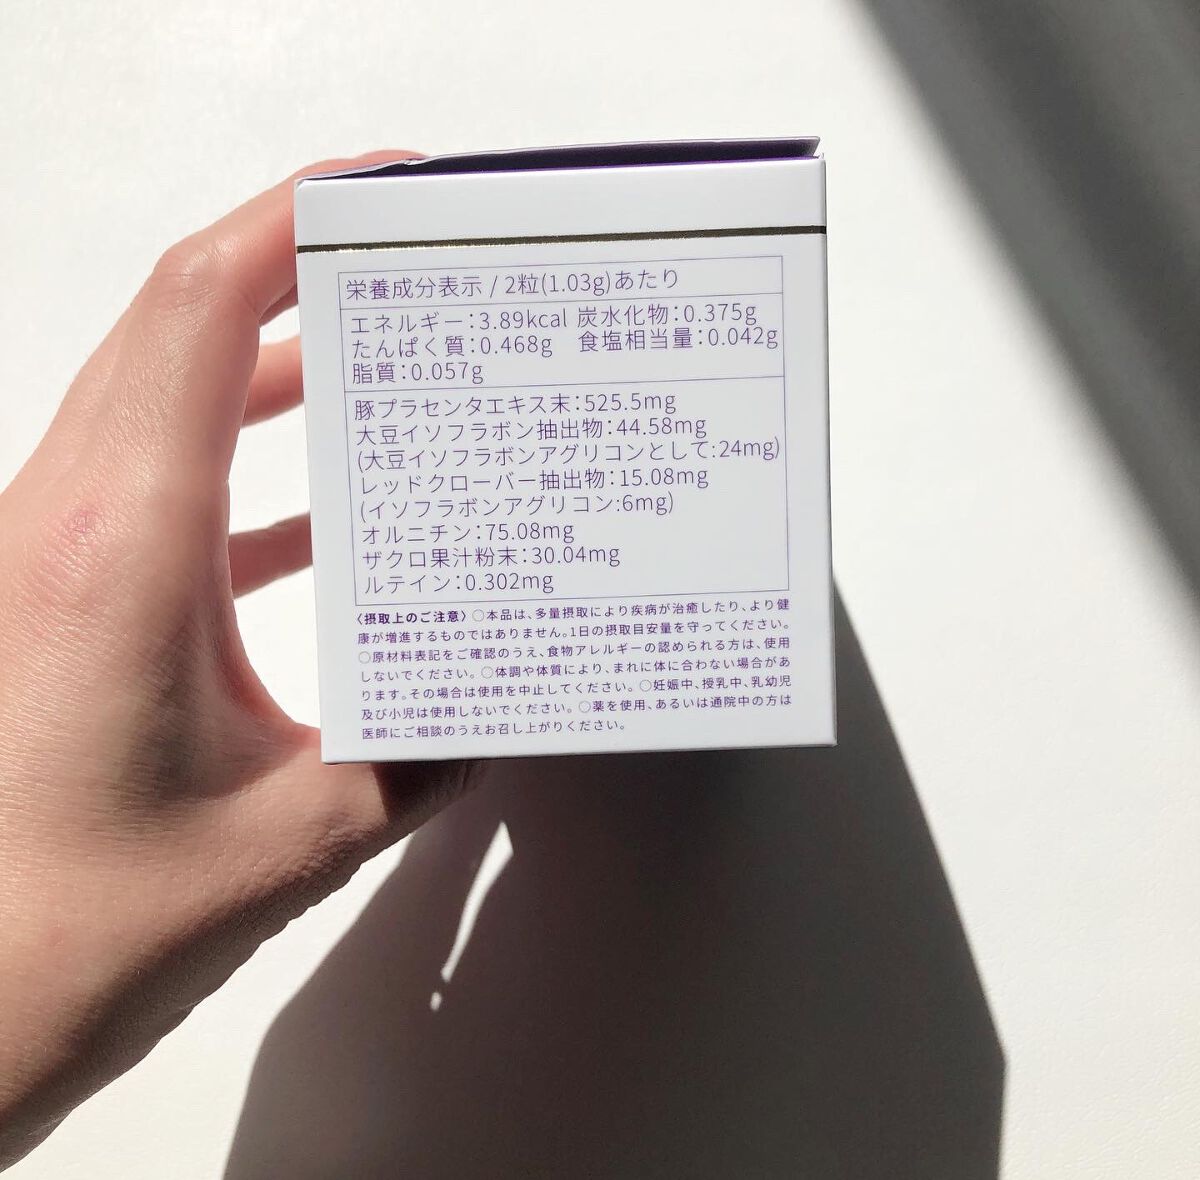 栄養成分表示 / 2粒(1.03g)あたり
エネルギー:3.89kcal 炭水化物:0.375g
たんぱく質:0.468g 食塩相当量:0.042g
脂質:0.057g
豚プラセンタエキス末:525.5mg
大豆イソフラボン抽出物:44.58mg
(大豆イソフラボンアグリコンとして:24mg)
レッドクローバー抽出物:15.08mg
(イソフラボンアグリコン:6mg)
オルニチン:75.08mg
ザクロ果汁粉末:30.04mg
ルテイン:0.302mg
〈摂取上のご注意〉○本品は、多量摂取により疾病が治癒したり、より健
康が増進するものではありません。1日の摂取目安量を守ってください。
○原材料表記をご確認のうえ、食物アレルギーの認められる方は、使用
しないでください。○体調や体質により、まれに体に合わない場合があ
ります。その場合は使用を中止してください。○妊娠中、授乳中、乳幼児
及び小児は使用しないでください。○薬を使用、あるいは通院中の方は
医師にご相談のうえお召し上がりください。